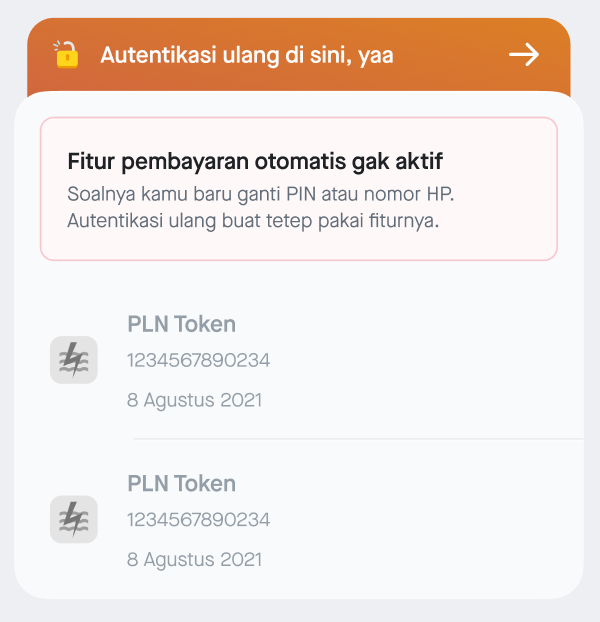 Autentikasi ulang di sini, yaa
Fitur pembayaran otomatis gak aktif
Soalnya kamu baru ganti PIN atau nomor HP.
Autentikasi ulang buat tetep pakai fiturnya.
PLN Token
1234567890234
8 Agustus 2021
PLN Token
1234567890234
8 Agustus 2021